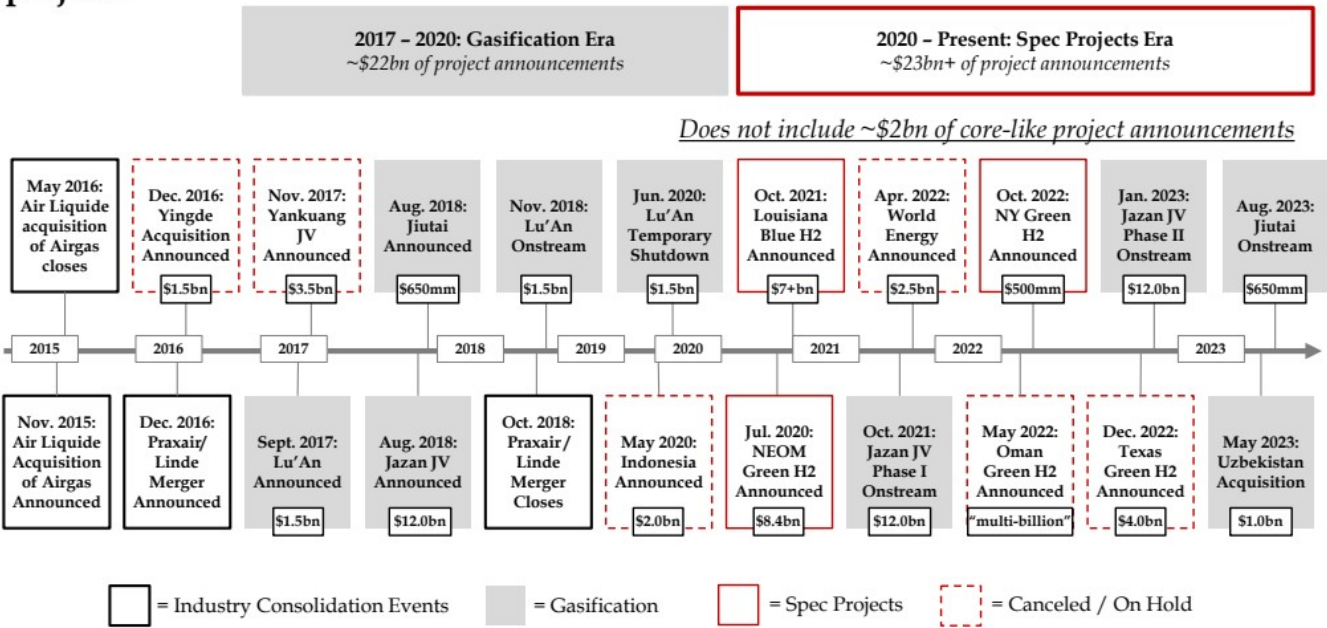 2017 – 2020: Gasification Era
~$22bn of project announcements
2020 – Present: Spec Projects Era
~$23bn+ of project announcements
Does not include ~$2bn of core-like project announcements
May 2016:
Air Liquide
acquisition
of Airgas
closes
Dec. 2016:
Yingde
Acquisition
Announced
$1.5bn
Nov. 2017:
Yankuang
JV
Announced
$3.5bn
Aug. 2018:
Jiutai
Announced
$650mm
Nov. 2018:
Lu'An
Onstream
$1.5bn
Jun. 2020:
Lu'An
Temporary
Shutdown
$1.5bn
Oct. 2021:
Louisiana
Blue H2
Announced
$7+bn
Apr. 2022:
World
Energy
Announced
$2.5bn
Oct. 2022:
NY Green
H2
Announced
$500mm
Jan. 2023:
Jazan JV
Phase II
Onstream
$12.0bn
Aug. 2023:
Jiutai
Onstream
$650mm
2015
2016
2017
2018
2019
2020
2021
2022
2023
Nov. 2015:
Air Liquide
Acquisition
of Airgas
Announced
Dec. 2016:
Praxair/
Linde
Merger
Announced
Sept. 2017:
Lu'An
Announced
$1.5bn
Aug. 2018:
Jazan JV
Announced
$12.0bn
Oct. 2018:
Praxair /
Linde
Merger
Closes
May 2020:
Indonesia
Announced
$2.0bn
Jul. 2020:
NEOM
Green H2
Announced
$8.4bn
Oct. 2021:
Jazan JV
Phase I
Onstream
$12.0bn
May 2022:
Oman
Green H2
Announced
"multi-billion"
Dec. 2022:
Texas
Green H2
Announced
$4.0bn
May 2023:
Uzbekistan
Acquisition
$1.0bn
= Industry Consolidation Events
= Gasification
= Spec Projects
= Canceled / On Hold